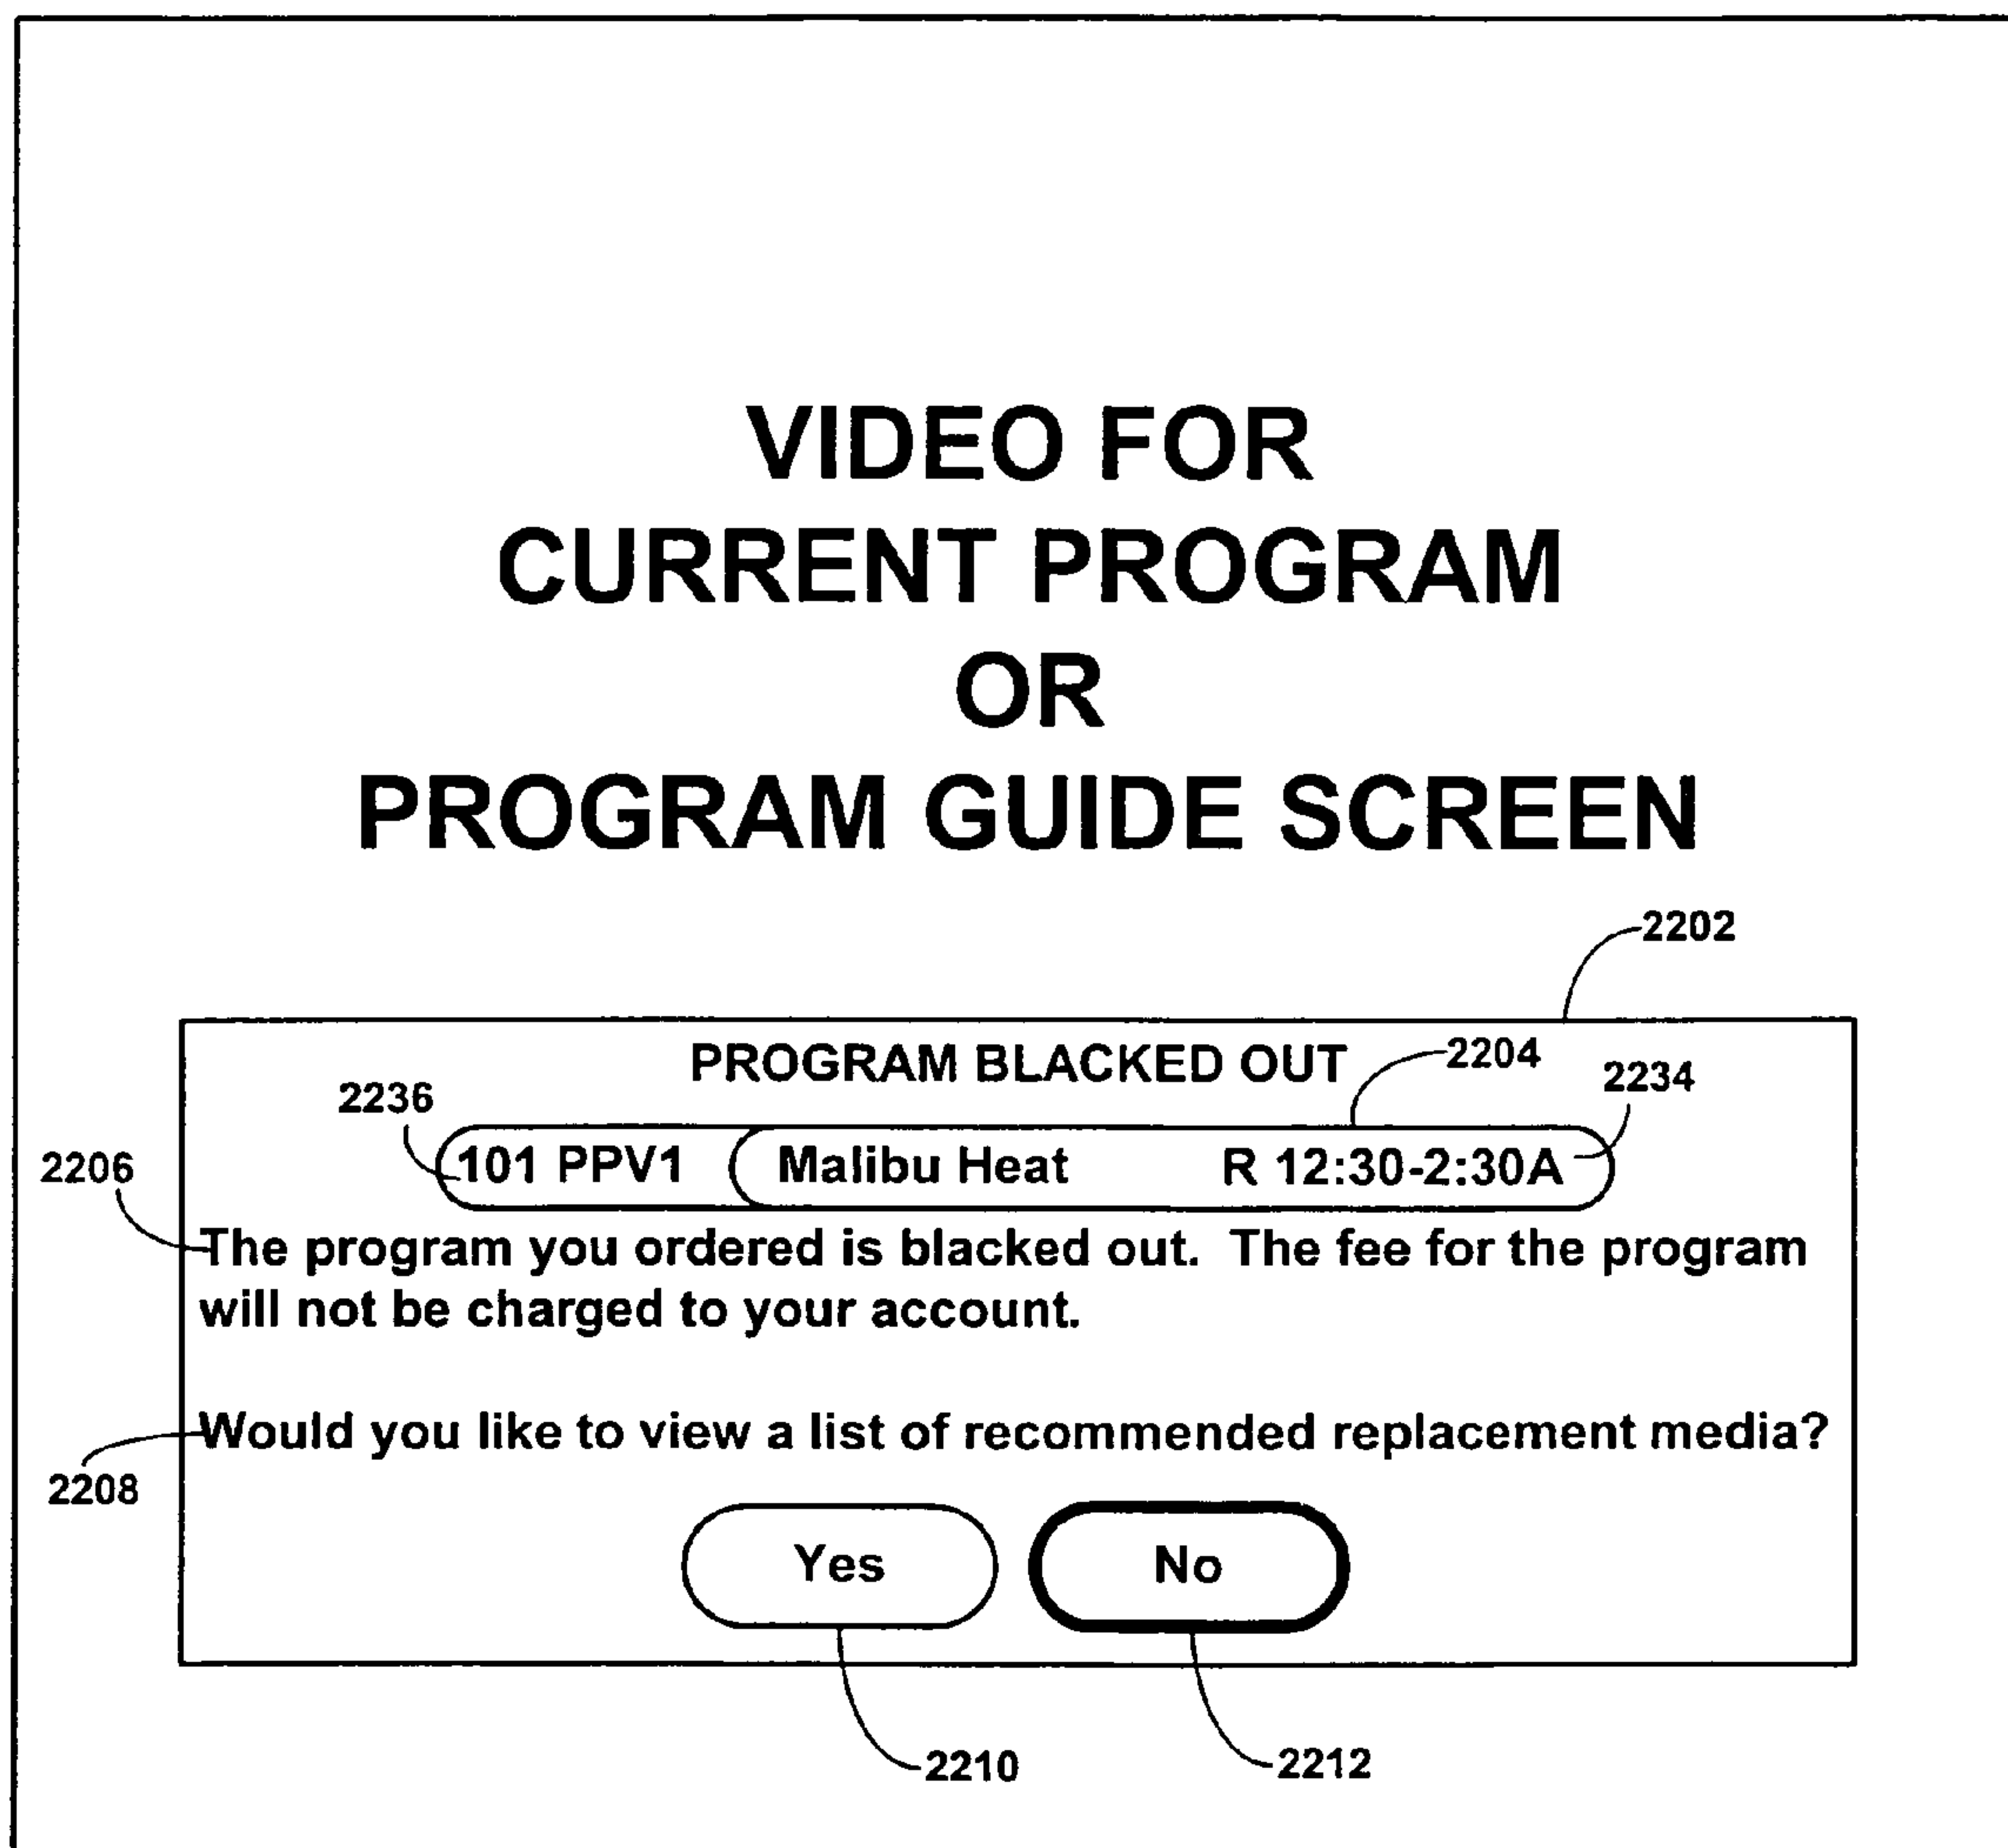 VIDEO FOR
CURRENT PROGRAM
OR
PROGRAM GUIDE SCREEN
2202
PROGRAM BLACKED OUT
2204
2234
2236
101 PPV1 Malibu Heat R 12:30-2:30A
2206
The program you ordered is blacked out. The fee for the program
will not be charged to your account.
Would you like to view a list of recommended replacement media?
2208
Yes No
2210 2212